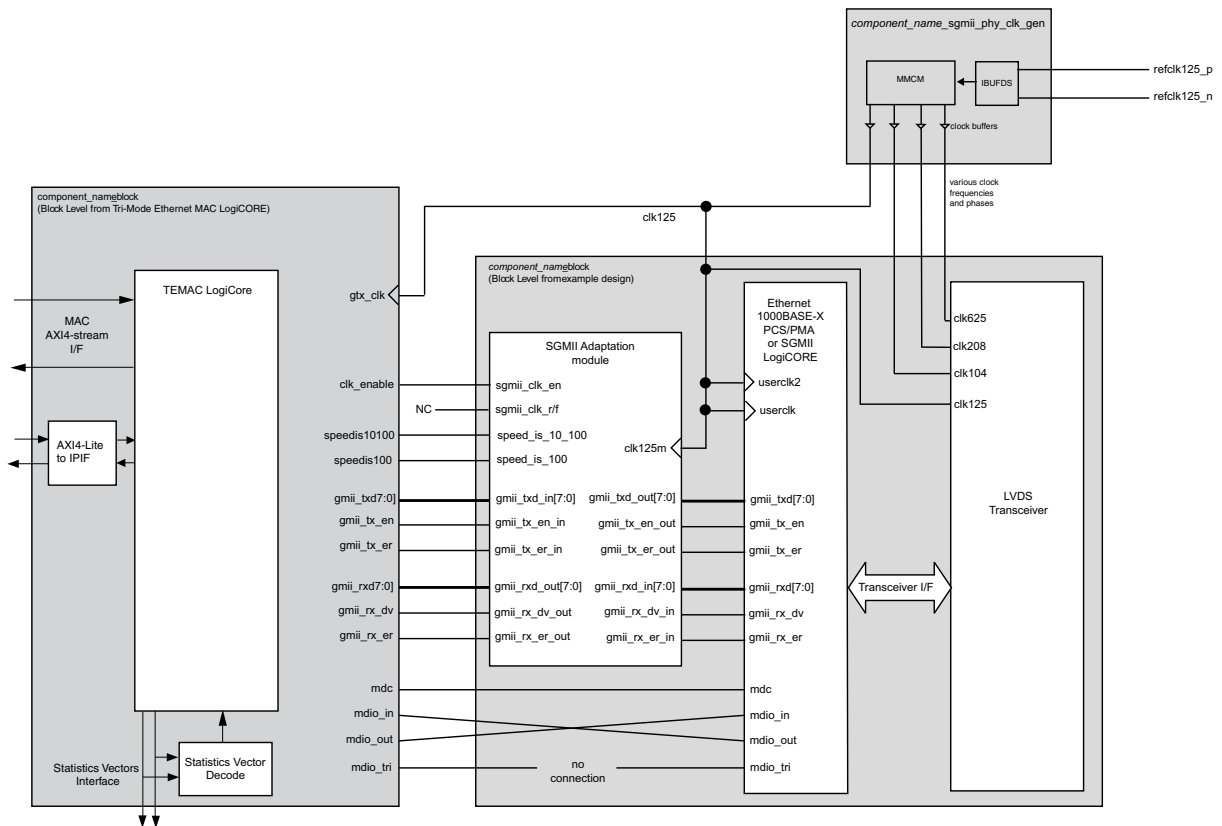 component_name_sgmii_phy_clk_gen
MMCM
IBUFDS
refclk125_p
refclk125_n
clock buffers
various clock
frequencies
and phases
component_nameblock
(Block Level from Tri-Mode Ethernet MAC LogiCORE)
clk125
TEMAC LogiCore
gtx_clk
MAC
AXI4-stream
I/F
AXI4-Lite
to IPIF
clk_enable
NC
speedis10100
speedis100
gmii_txd7:0]
gmii_tx_en
gmii_tx_er
gmii_rxd7:0]
gmii_rx_dv
gmii_rx_er
mdc
mdio_in
mdio_out
mdio_tri
Statistics Vectors
Interface
Statistics Vector
Decode
no
connection
component_nameblock
(Block Level fromexample design)
SGMII Adaptation
module
sgmii_clk_en
sgmii_clk_r/f
speed_is_10_100
clk125m
speed_is_100
gmii_txd_in[7:0]
gmii_txd_out[7:0]
gmii_tx_en_in
gmii_tx_en_out
gmii_tx_er_in
gmii_tx_er_out
gmii_rxd_out[7:0]
gmii_rxd_in[7:0]
gmii_rx_dv_out
gmii_rx_dv_in
gmii_rx_er_out
gmii_rx_er_in
Ethernet
1000BASE-X
PCS/PMA
or SGMII
LogiCORE
userclk2
userclk
gmii_txd[7:0]
gmii_tx_en
gmii_tx_er
gmii_rxd[7:0]
gmii_rx_dv
gmii_rx_er
mdc
mdio_in
mdio_out
mdio_tri
Transceiver I/F
clk625
clk208
clk104
clk125
LVDS
Transceiver